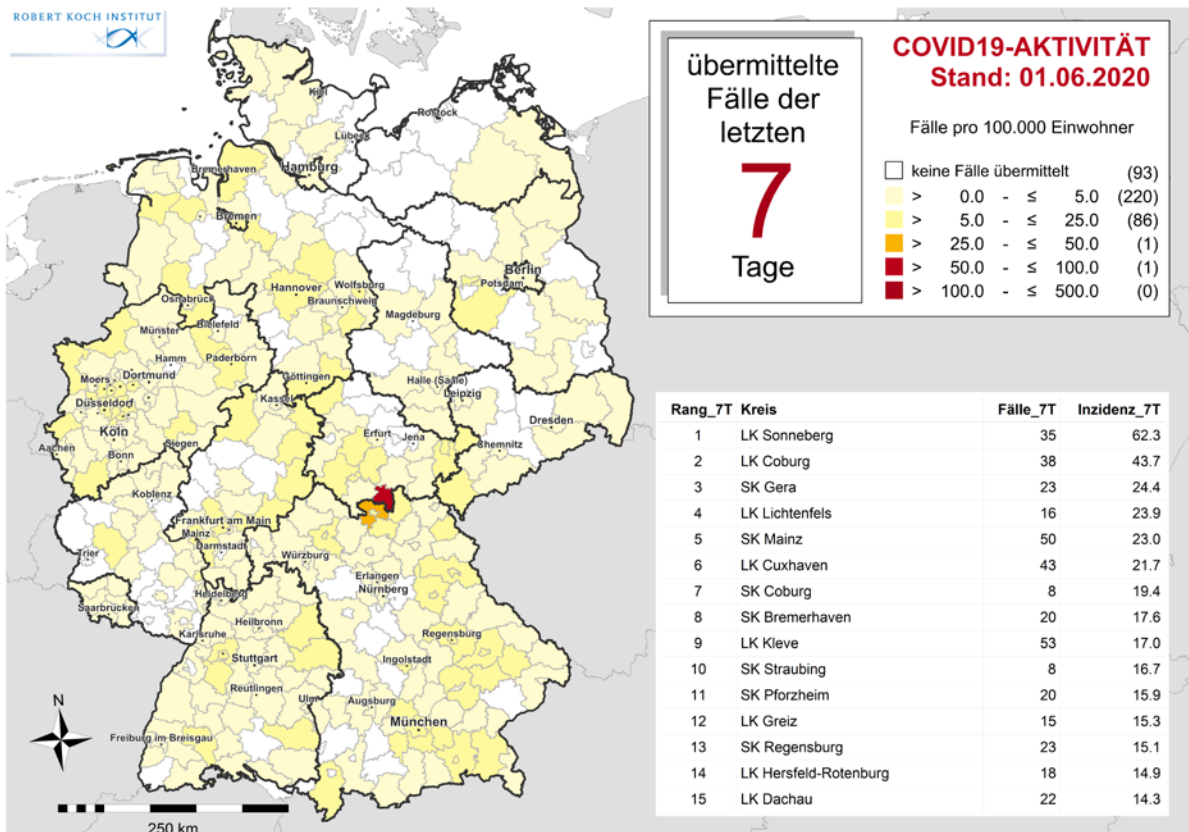 ROBERT KOCH INSTITUT
übermittelte
Fälle der
letzten
7
Tage
COVID19-AKTIVITÄT
Stand: 01.06.2020
Fälle pro 100.000 Einwohner
keine Fälle übermittelt (93)
> 0.0 - ≤ 5.0 (220)
> 5.0 - ≤ 25.0 (86)
> 25.0 - ≤ 50.0 (1)
> 50.0 - ≤ 100.0 (1)
> 100.0 - ≤ 500.0 (0)
Kiel
Rostock
Lübeck
Hamburg
Bremerhaven
Bremen
Berlin
Potsdam
Hannover
Wolfsburg
Braunschweig
Osnabrück
Magdeburg
Bielefeld
Münster
Hamm
Paderborn
Moers
Dortmund
Göttingen
Halle (Saale)
Leipzig
Düsseldorf
Kassel
Dresden
Köln
Erfurt
Jena
Chemnitz
Aachen
Siegen
Bonn
Koblenz
Frankfurt am Main
Mainz
Darmstadt
Trier
Würzburg
Erlangen
Nürnberg
Saarbrücken
Heidelberg
Heilbronn
Karlsruhe
Regensburg
Stuttgart
Ingolstadt
Reutlingen
Ulm
Augsburg
München
Freiburg im Breisgau
N
250 km
Rang_7T Kreis Fälle_7T Inzidenz_7T
1 LK Sonneberg 35 62.3
2 LK Coburg 38 43.7
3 SK Gera 23 24.4
4 LK Lichtenfels 16 23.9
5 SK Mainz 50 23.0
6 LK Cuxhaven 43 21.7
7 SK Coburg 8 19.4
8 SK Bremerhaven 20 17.6
9 LK Kleve 53 17.0
10 SK Straubing 8 16.7
11 SK Pforzheim 20 15.9
12 LK Greiz 15 15.3
13 SK Regensburg 23 15.1
14 LK Hersfeld-Rotenburg 18 14.9
15 LK Dachau 22 14.3